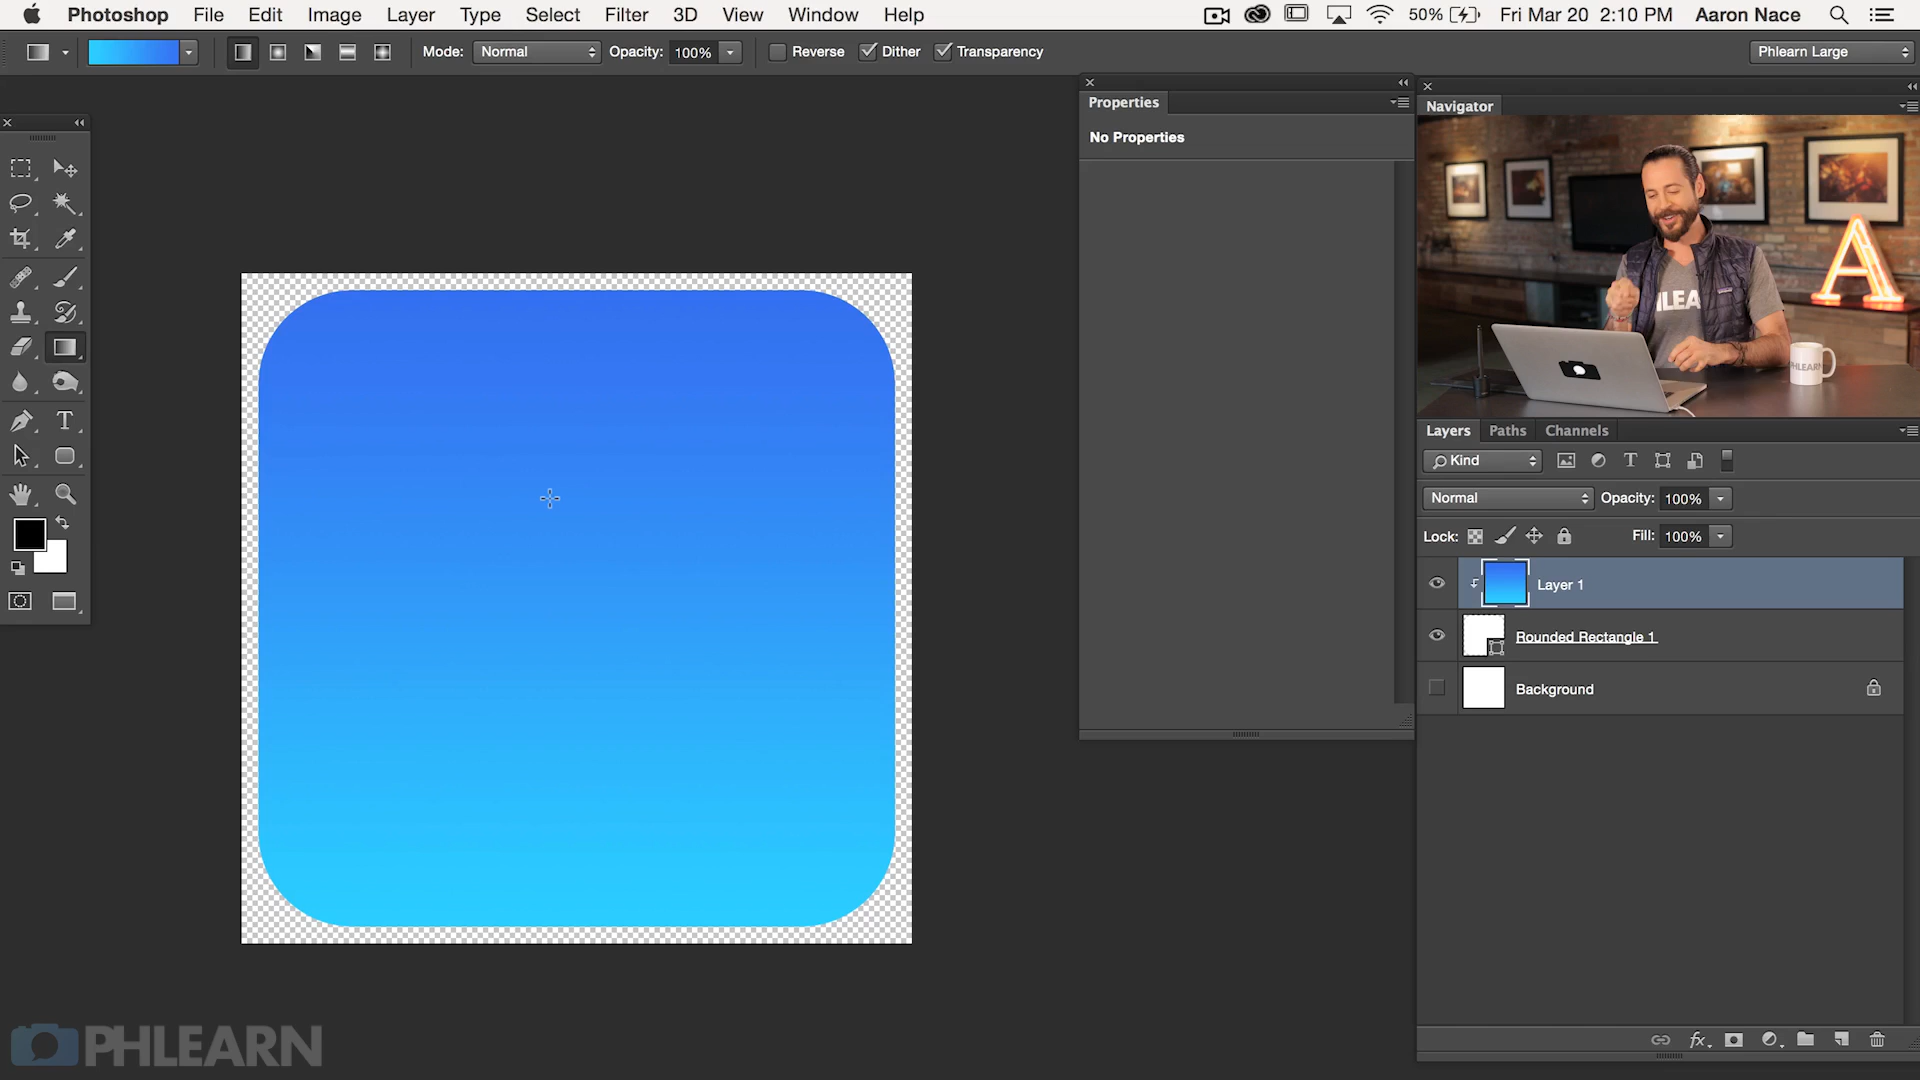 Photoshop File Edit Image Layer Type Select Filter 3D View Window Help 50% Fri Mar 20 2:10 PM Aaron Nace
Mode: Normal Opacity: 100% Reverse Dither Transparency Phlearn Large
Properties
No Properties
Navigator
PHLEARN
A
Layers Paths Channels
Kind
Normal Opacity: 100%
Lock: Fill: 100%
Layer 1
Rounded Rectangle 1
Background
fx
PHLEARN